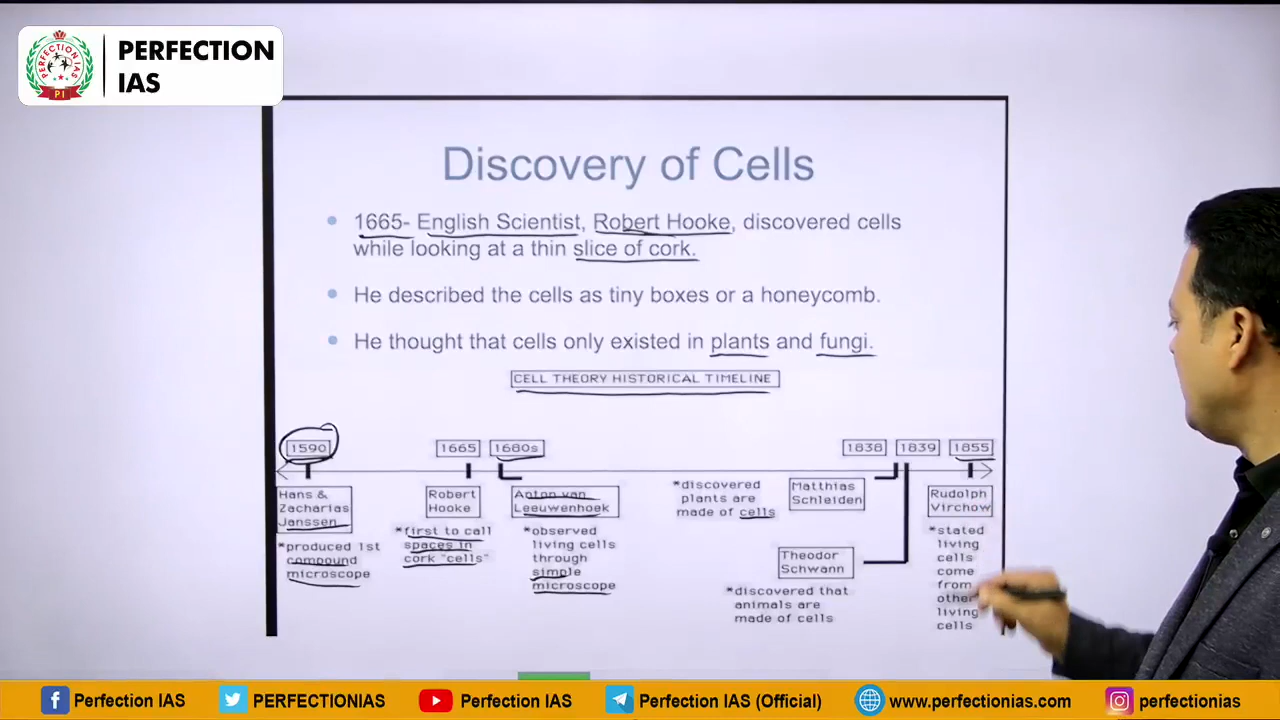 PERFECTION
IAS
PERFECTION IAS
PI
Discovery of Cells
1665- English Scientist, Robert Hooke, discovered cells
while looking at a thin slice of cork.
He described the cells as tiny boxes or a honeycomb.
He thought that cells only existed in plants and fungi.
CELL THEORY HISTORICAL TIMELINE
1590
1665
1680s
1838
1839
1855
Hans &
Zacharias
Janssen
*produced 1st
compound
microscope
Robert
Hooke
*first to call
spaces in
cork "cells"
Anton van
Leeuwenhoek
*observed
living cells
through
simple
microscope
*discovered
plants are
made of cells
Matthias
Schleiden
Theodor
Schwann
*discovered that
animals are
made of cells
Rudolph
Virchow
*stated
living
cells
come
from
other
living
cells
Perfection IAS
PERFECTIONIAS
Perfection IAS
Perfection IAS (Official)
www.perfectionias.com
perfectionias